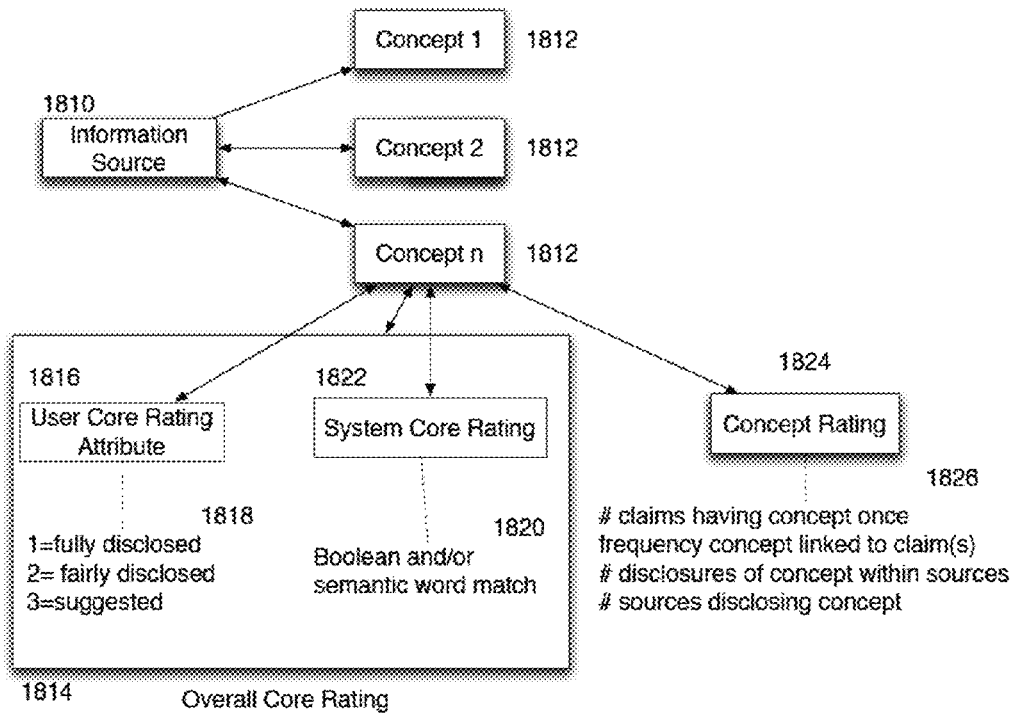 Concept 1 1812
1810
Information
Source
Concept 2 1812
Concept n 1812
1816
User Core Rating
Attribute
1822
System Core Rating
1824
Concept Rating
1826
1818
1=fully disclosed
2= fairly disclosed
3=suggested
1820
Boolean and/or
semantic word match
# claims having concept once
frequency concept linked to claim(s)
# disclosures of concept within sources
# sources disclosing concept
1814
Overall Core Rating